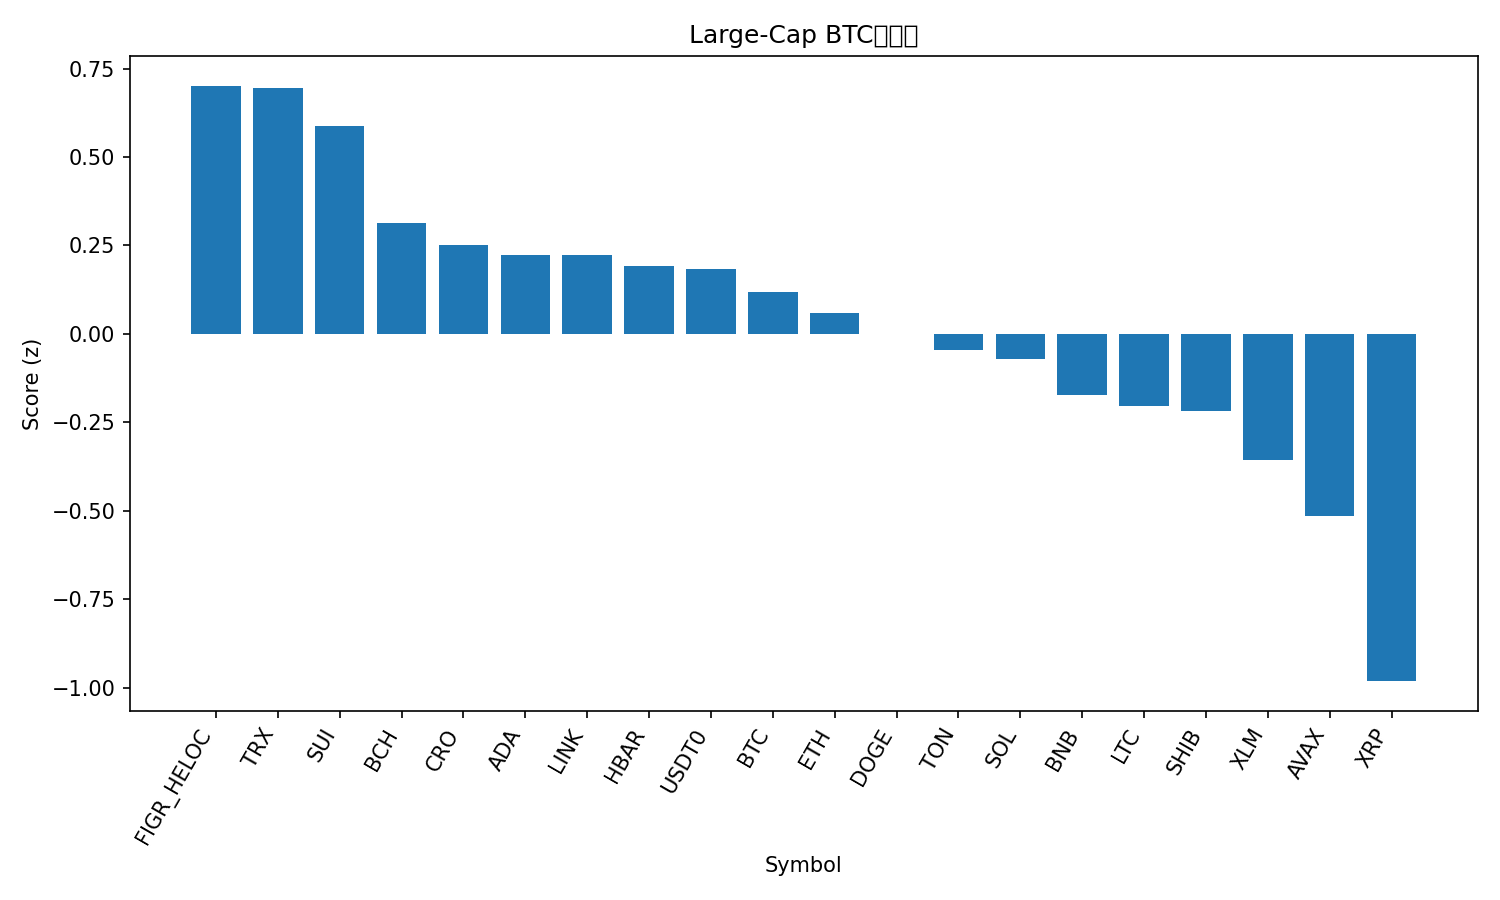 Large-Cap BTC
0.75
0.50
0.25
0.00
−0.25
−0.50
−0.75
−1.00
Score (z)
FIGR_HELOC
TRX
SUI
BCH
CRO
ADA
LINK
HBAR
USDT0
BTC
ETH
DOGE
TON
SOL
BNB
LTC
SHIB
XLM
AVAX
XRP
Symbol